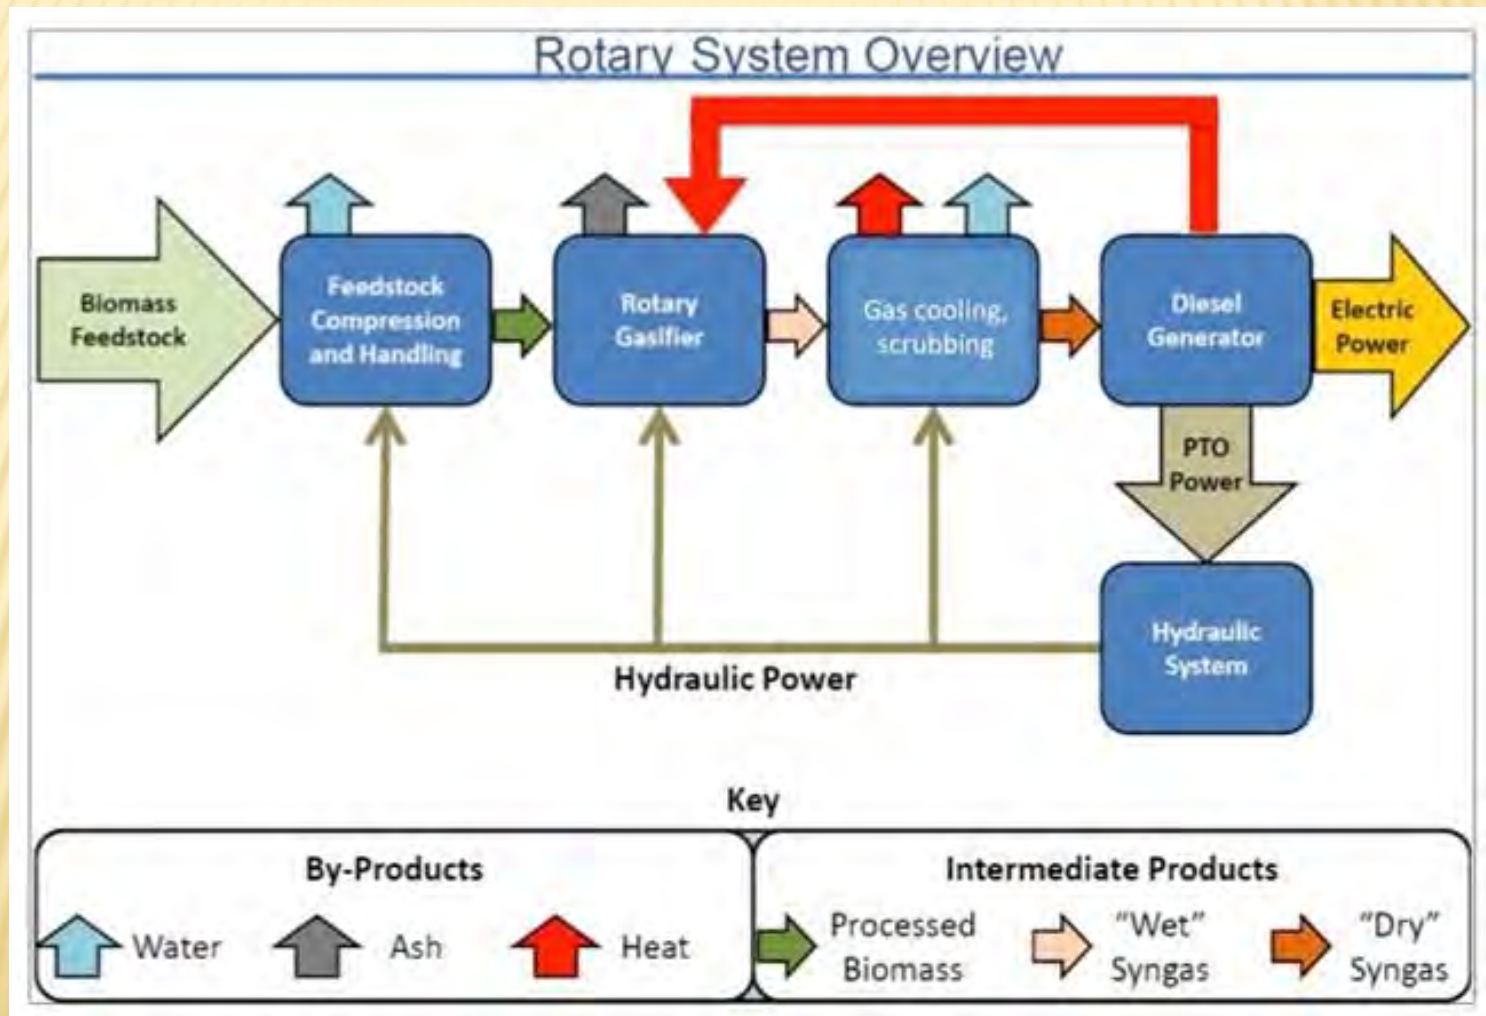 Rotary System Overview
Biomass
Feedstock
Feedstock
Compression
and Handling
Rotary
Gasifier
Gas cooling,
scrubbing
Diesel
Generator
Electric
Power
PTO
Power
Hydraulic
System
Hydraulic Power
Key
By-Products
Water
Ash
Heat
Intermediate Products
Processed
Biomass
"Wet"
Syngas
"Dry"
Syngas